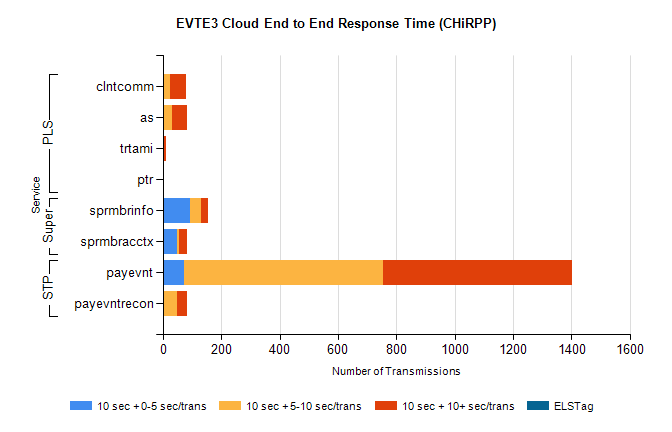 EVTE3 Cloud End to End Response Time (CHiRPP)
clntcomm
as
trtami
ptr
sprmbrinfo
sprmbracctx
payevnt
payevntrecon
PLS
Super
STP
Service
0 200 400 600 800 1000 1200 1400 1600
Number of Transmissions
10 sec +0-5 sec/trans 10 sec +5-10 sec/trans 10 sec + 10+ sec/trans ELSTag